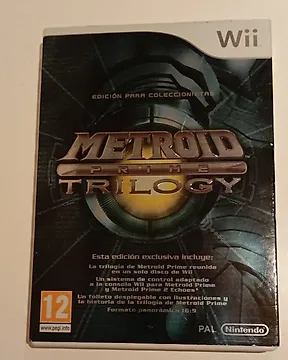 Wii
EDICIÓN PARA COLECCIONISTAS
METROID
PRIME
TRILOGY
Esta edición exclusiva incluye:
La trilogía de Metroid Prime reunida
en un solo disco de Wii
Un sistema de control adaptado
a la consola Wii para Metroid Prime
y Metroid Prime 2 Echoes*
Un folleto desplegable con ilustraciones y
la historia de la trilogía de Metroid Prime
Formato panorámico 16:9
12
www.pegi.info
PAL
Nintendo